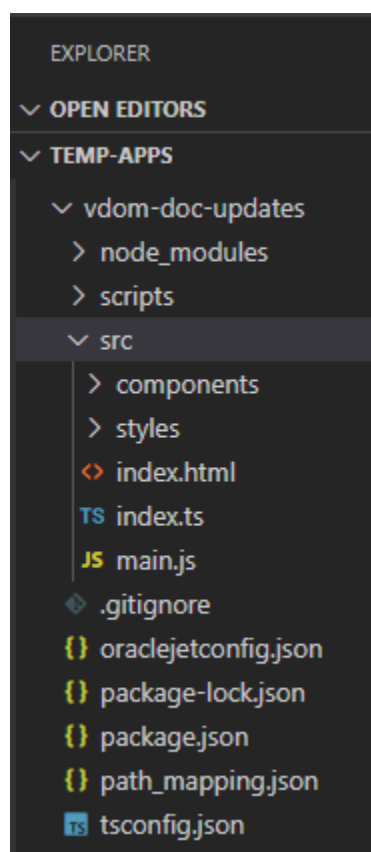 EXPLORER
OPEN EDITORS
TEMP-APPS
vdom-doc-updates
node_modules
scripts
src
components
styles
<> index.html
TS index.ts
JS main.js
.gitignore
{} oraclejetconfig.json
{} package-lock.json
{} package.json
{} path_mapping.json
TS tsconfig.json